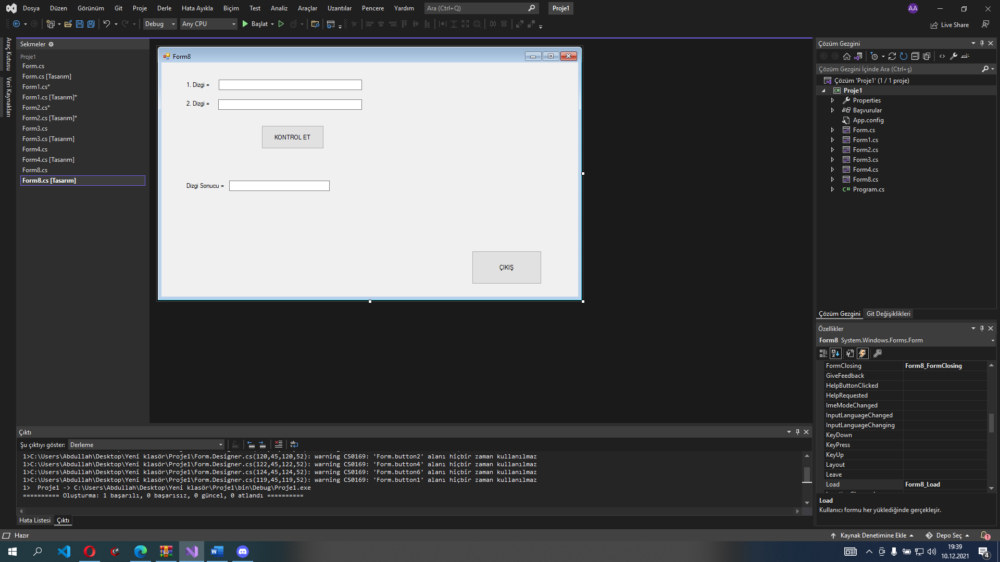 Dosya Düzen Görünüm Git Proje Derle Hata Ayıkla Biçim Test Analiz Araçlar Uzantılar Pencere Yardım Ara (Ctrl+Q) Proje1 AA
Debug Any CPU Başlat Live Share
Araç Kutusu
Veri Kaynakları
Sekmeler
Proje1
Form.cs
Form.cs [Tasarım]
Form1.cs*
Form1.cs [Tasarım]*
Form2.cs*
Form2.cs [Tasarım]*
Form3.cs
Form3.cs [Tasarım]
Form4.cs
Form4.cs [Tasarım]
Form8.cs
Form8.cs [Tasarım]
Form8
1. Dizgi =
2. Dizgi =
KONTROL ET
Dizgi Sonucu =
ÇIKIŞ
Çözüm Gezgini
Çözüm Gezgini İçinde Ara (Ctrl+ş)
Çözüm 'Proje1' (1 / 1 proje)
Proje1
Properties
Başvurular
App.config
Form.cs
Form1.cs
Form2.cs
Form3.cs
Form4.cs
Form8.cs
C# Program.cs
Çözüm Gezgini Git Değişiklikleri
Özellikler
Form8 System.Windows.Forms.Form
FormClosing Form8_FormClosing
GiveFeedback
HelpButtonClicked
HelpRequested
ImeModeChanged
InputLanguageChanged
InputLanguageChanging
KeyDown
KeyPress
KeyUp
Layout
Leave
Load Form8_Load
Load
Kullanıcı formu her yüklediğinde gerçekleşir.
Çıktı
Şu çıktıyı göster: Derleme
1>C:\Users\Abdullah\Desktop\Yeni klasör\Proje1\Form.Designer.cs(120,45,120,52): warning CS0169: 'Form.button2' alanı hiçbir zaman kullanılmaz
1>C:\Users\Abdullah\Desktop\Yeni klasör\Proje1\Form.Designer.cs(122,45,122,52): warning CS0169: 'Form.button4' alanı hiçbir zaman kullanılmaz
1>C:\Users\Abdullah\Desktop\Yeni klasör\Proje1\Form.Designer.cs(124,45,124,52): warning CS0169: 'Form.button6' alanı hiçbir zaman kullanılmaz
1>C:\Users\Abdullah\Desktop\Yeni klasör\Proje1\Form.Designer.cs(119,45,119,52): warning CS0169: 'Form.button1' alanı hiçbir zaman kullanılmaz
1> Proje1 -> C:\Users\Abdullah\Desktop\Yeni klasör\Proje1\bin\Debug\Proje1.exe
========== Oluşturma: 1 başarılı, 0 başarısız, 0 güncel, 0 atlandı ==========
Hata Listesi Çıktı
Hazır Kaynak Denetimine Ekle Depo Seç 1
19:39
10.12.2021
4